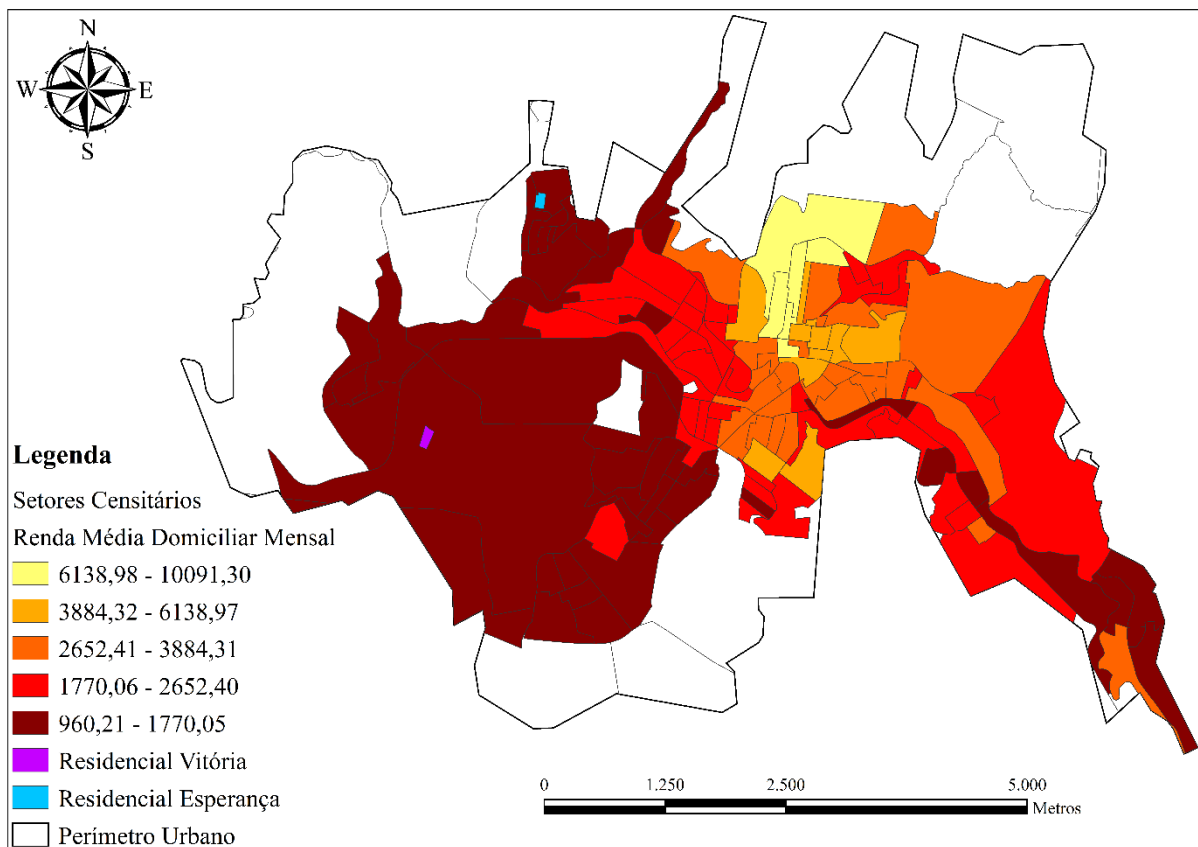 N
W E
S
Legenda
Setores Censitários
Renda Média Domiciliar Mensal
6138,98 - 10091,30
3884,32 - 6138,97
2652,41 - 3884,31
1770,06 - 2652,40
960,21 - 1770,05
Residencial Vitória
Residencial Esperança
Perímetro Urbano
0 1.250 2.500 5.000
Metros